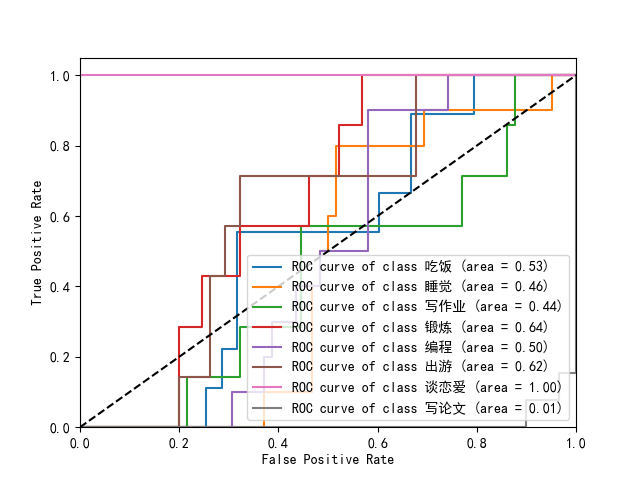 1.0
0.8
0.6
0.4
0.2
0.0
True Positive Rate
ROC curve of class 吃饭 (area = 0.53)
ROC curve of class 睡觉 (area = 0.46)
ROC curve of class 写作业 (area = 0.44)
ROC curve of class 锻炼 (area = 0.64)
ROC curve of class 编程 (area = 0.50)
ROC curve of class 出游 (area = 0.62)
ROC curve of class 谈恋爱 (area = 1.00)
ROC curve of class 写论文 (area = 0.01)
0.0 0.2 0.4 0.6 0.8 1.0
False Positive Rate